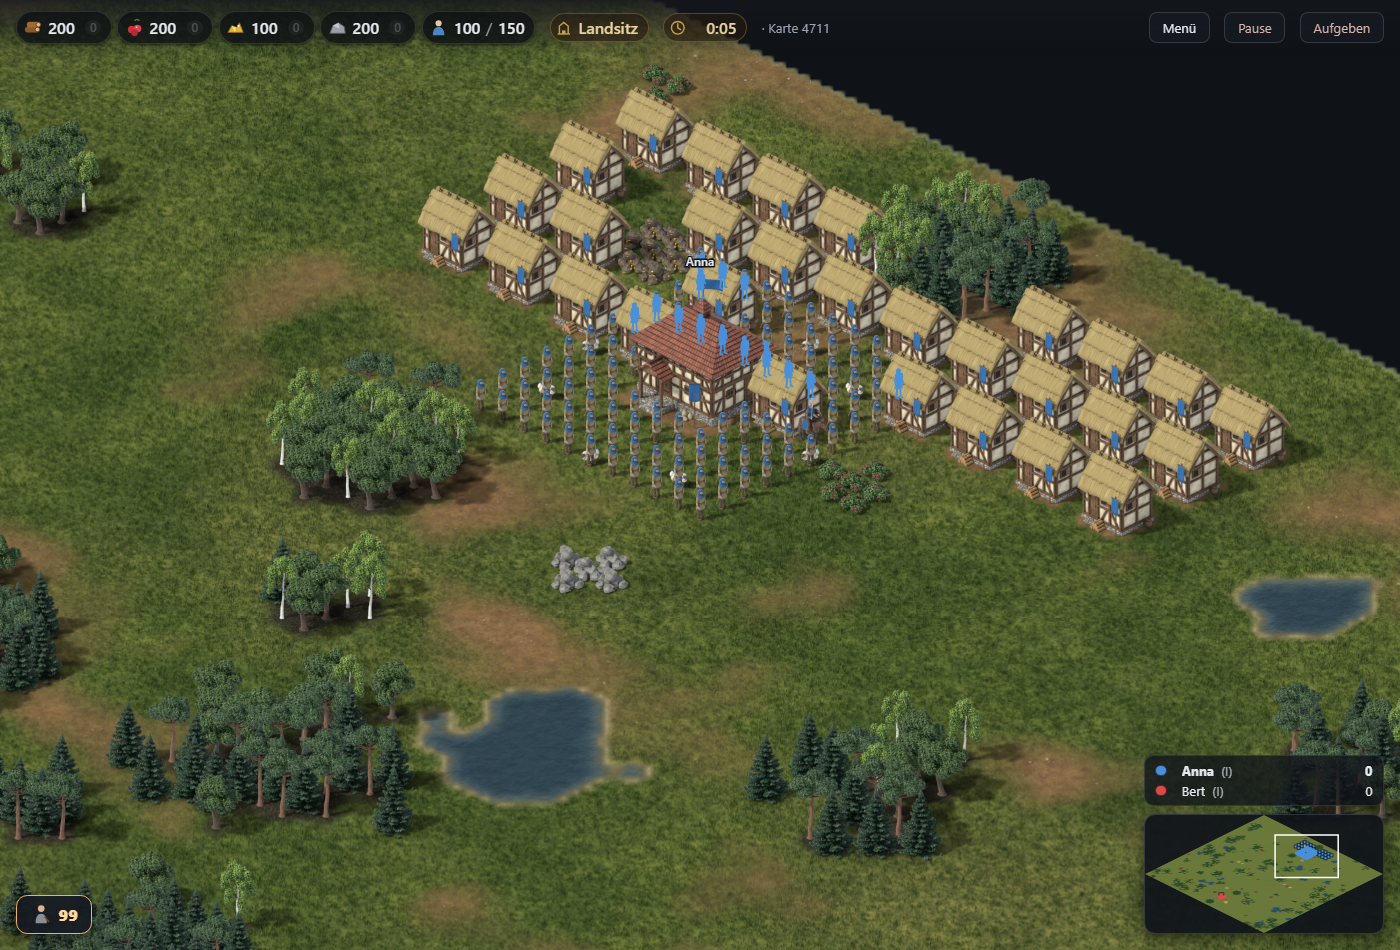 200 0 200 0 100 0 200 0 100 / 150 Landsitz 0:05 · Karte 4711 Menü Pause Aufgeben
Anna
Anna (I) 0
Bert (I) 0
99